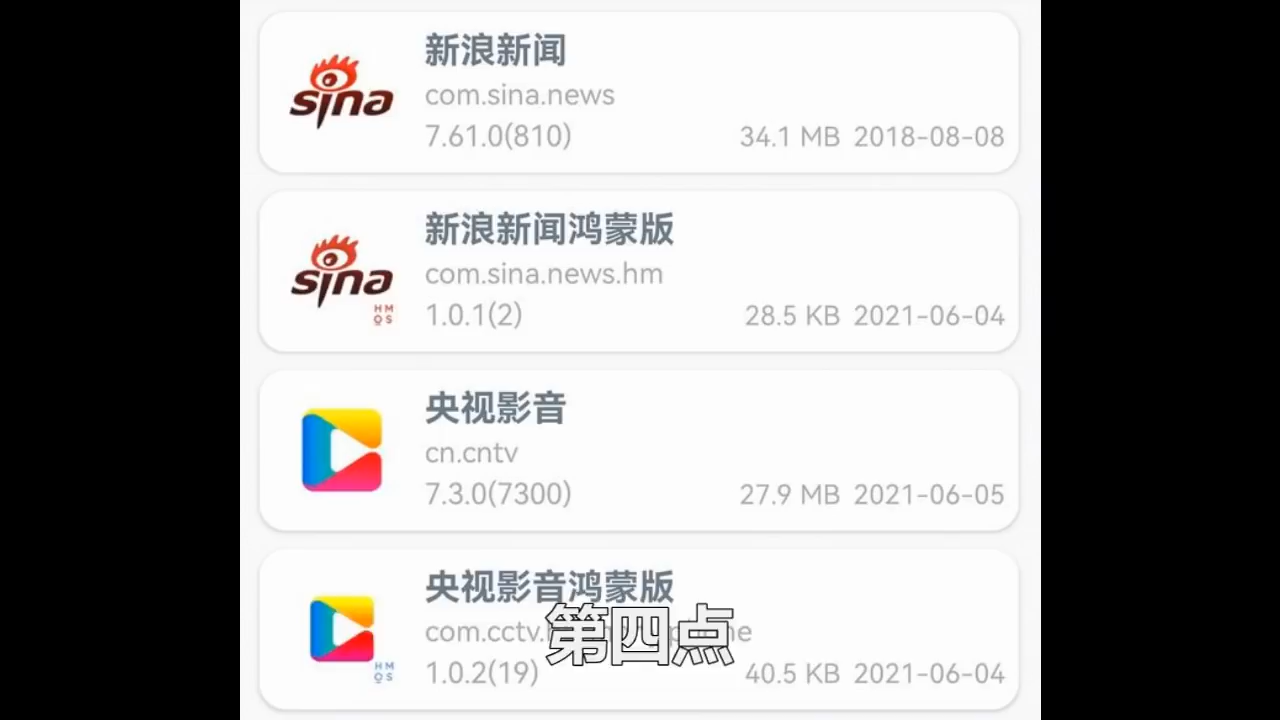 新浪新闻
com.sina.news
7.61.0(810) 34.1 MB 2018-08-08
sina
新浪新闻鸿蒙版
com.sina.news.hm
1.0.1(2) 28.5 KB 2021-06-04
sina
HM
OS
央视影音
cn.cntv
7.3.0(7300) 27.9 MB 2021-06-05
央视影音鸿蒙版
com.cctv.
第四点
1.0.2(19) 40.5 KB 2021-06-04
HM
OS